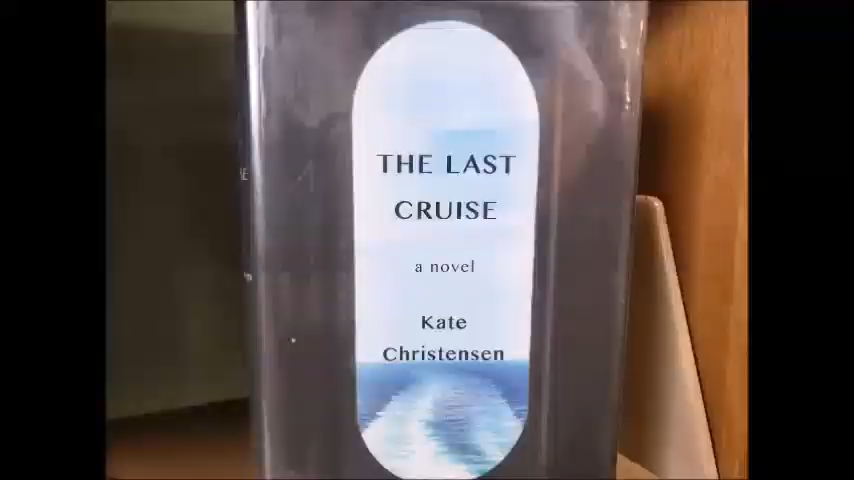 THE LAST
CRUISE
a novel
Kate
Christensen